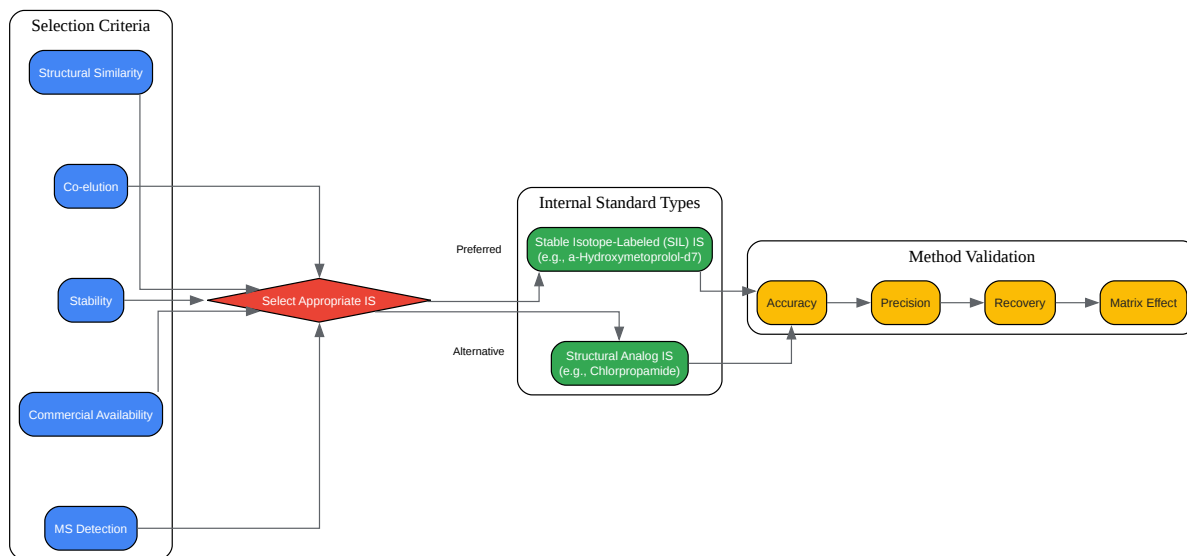 Selection Criteria
Structural Similarity
Co-elution
Stability
Commercial Availability
MS Detection
Select Appropriate IS
Preferred
Alternative
Internal Standard Types
Stable Isotope-Labeled (SIL) IS
(e.g., a-Hydroxymetoprolol-d7)
Structural Analog IS
(e.g., Chlorpropamide)
Method Validation
Accuracy
Precision
Recovery
Matrix Effect